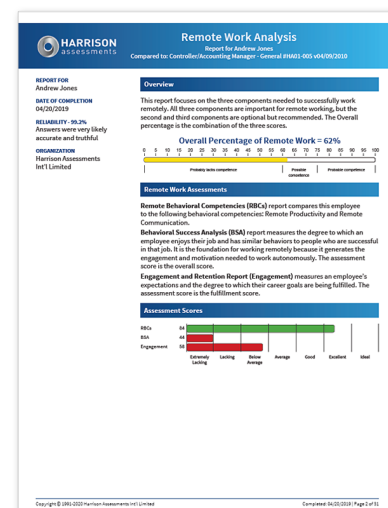 HARRISON
assessments
Remote Work Analysis
Report for Andrew Jones
Compared to: Controller/Accounting Manager - General #HA01-005 v04/09/2010
REPORT FOR
Andrew Jones
DATE OF COMPLETION
04/20/2019
RELIABILITY - 99.2%
Answers were very likely
accurate and truthful
ORGANIZATION
Harrison Assessments
Int'l Limited
Overview
This report focuses on the three components needed to successfully work
remotely. All three components are important for remote working, but the
second and third components are optional but recommended. The Overall
percentage is the combination of the three scores.
Overall Percentage of Remote Work = 62%
0 5 10 15 20 25 30 35 40 45 50 55 60 65 70 75 80 85 90 95 100
Probably lacks competence
Possible
competence
Probable competence
Remote Work Assessments
Remote Behavioral Competencies (RBCs) report compares this employee
to the following behavioral competencies: Remote Productivity and Remote
Communication.
Behavioral Success Analysis (BSA) report measures the degree to which an
employee enjoys their job and has similar behaviors to people who are successful
in that job. It is the foundation for working remotely because it generates the
engagement and motivation needed to work autonomously. The assessment
score is the overall score.
Engagement and Retention Report (Engagement) measures an employee's
expectations and the degree to which their career goals are being fulfilled. The
assessment score is the fulfillment score.
Assessment Scores
RBCs 84
BSA 44
Engagement 58
Extremely
Lacking
Lacking
Below
Average
Average
Good
Excellent
Ideal
Copyright © 1991-2020 Harrison Assessments Int'l Limited
Completed: 04/20/2019 | Page 2 of 31